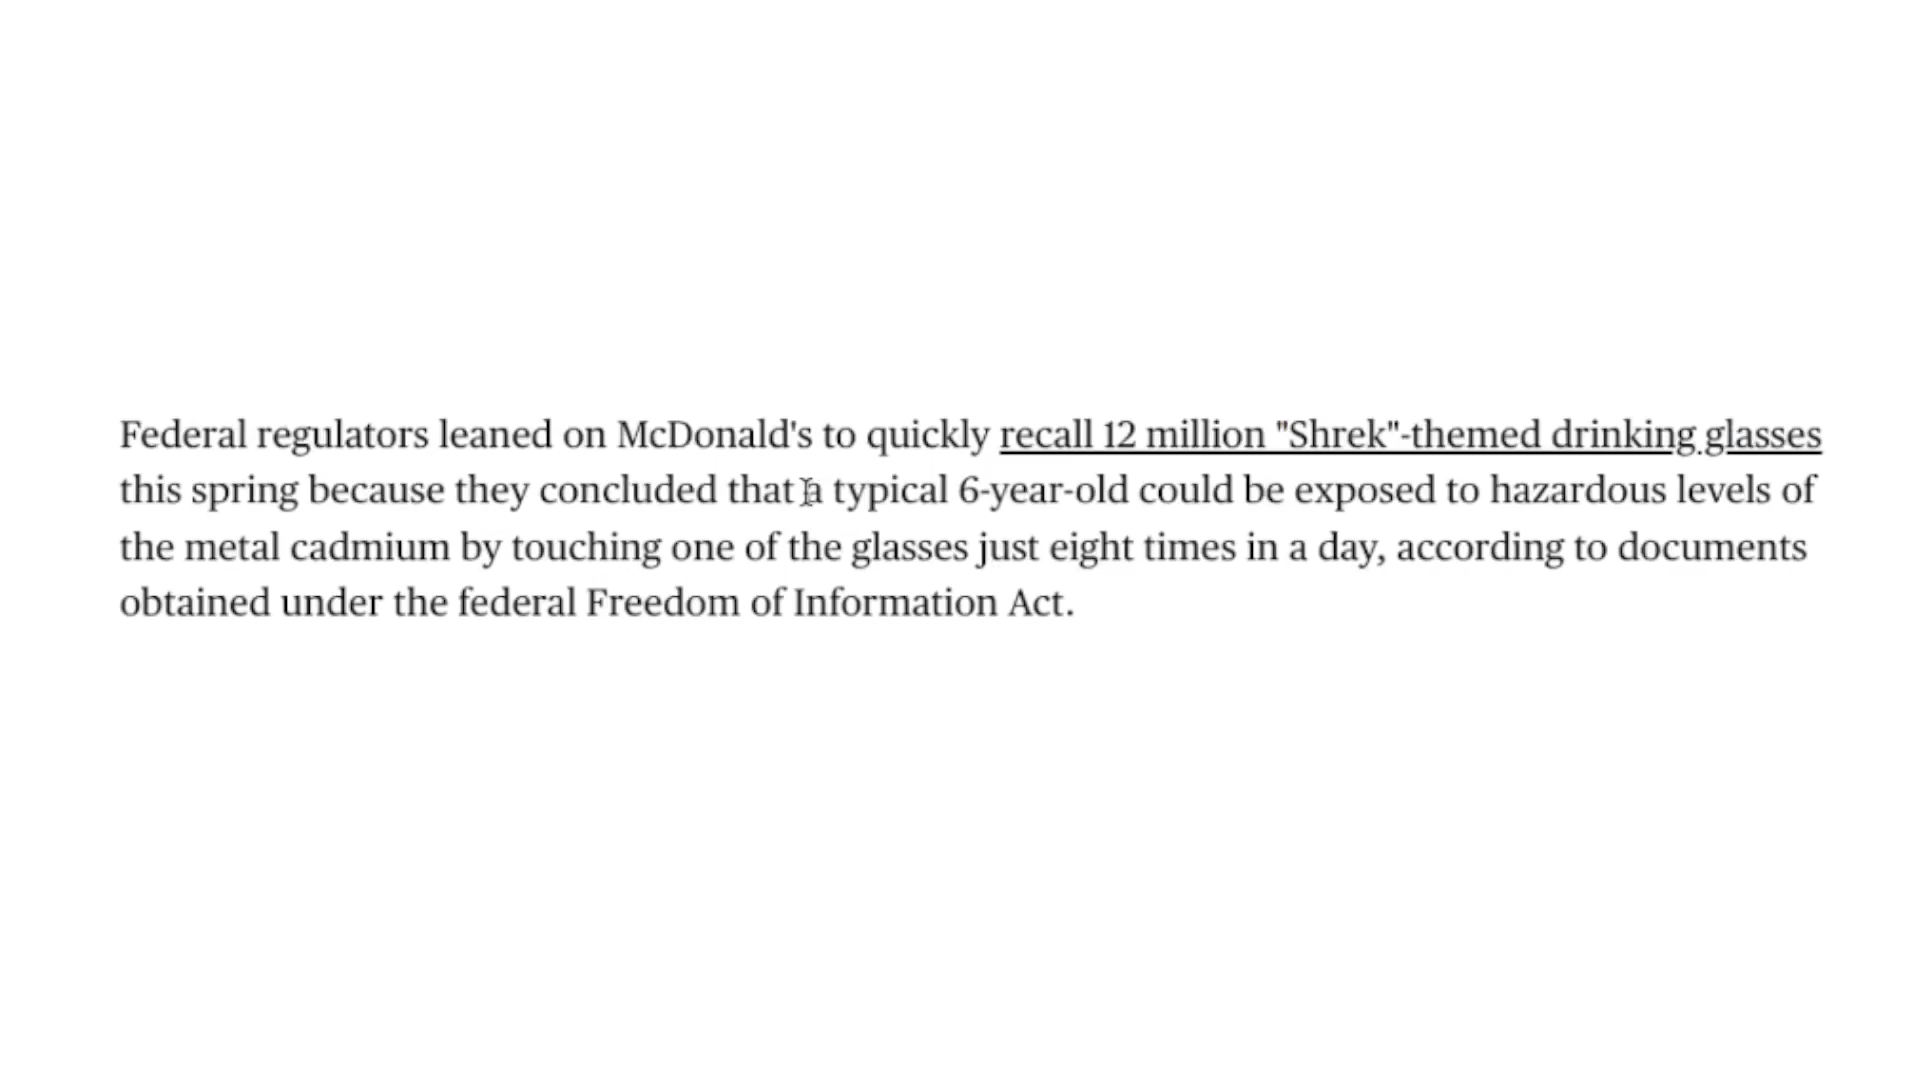 Federal regulators leaned on McDonald's to quickly recall 12 million "Shrek"-themed drinking glasses
this spring because they concluded that a typical 6-year-old could be exposed to hazardous levels of
the metal cadmium by touching one of the glasses just eight times in a day, according to documents
obtained under the federal Freedom of Information Act.